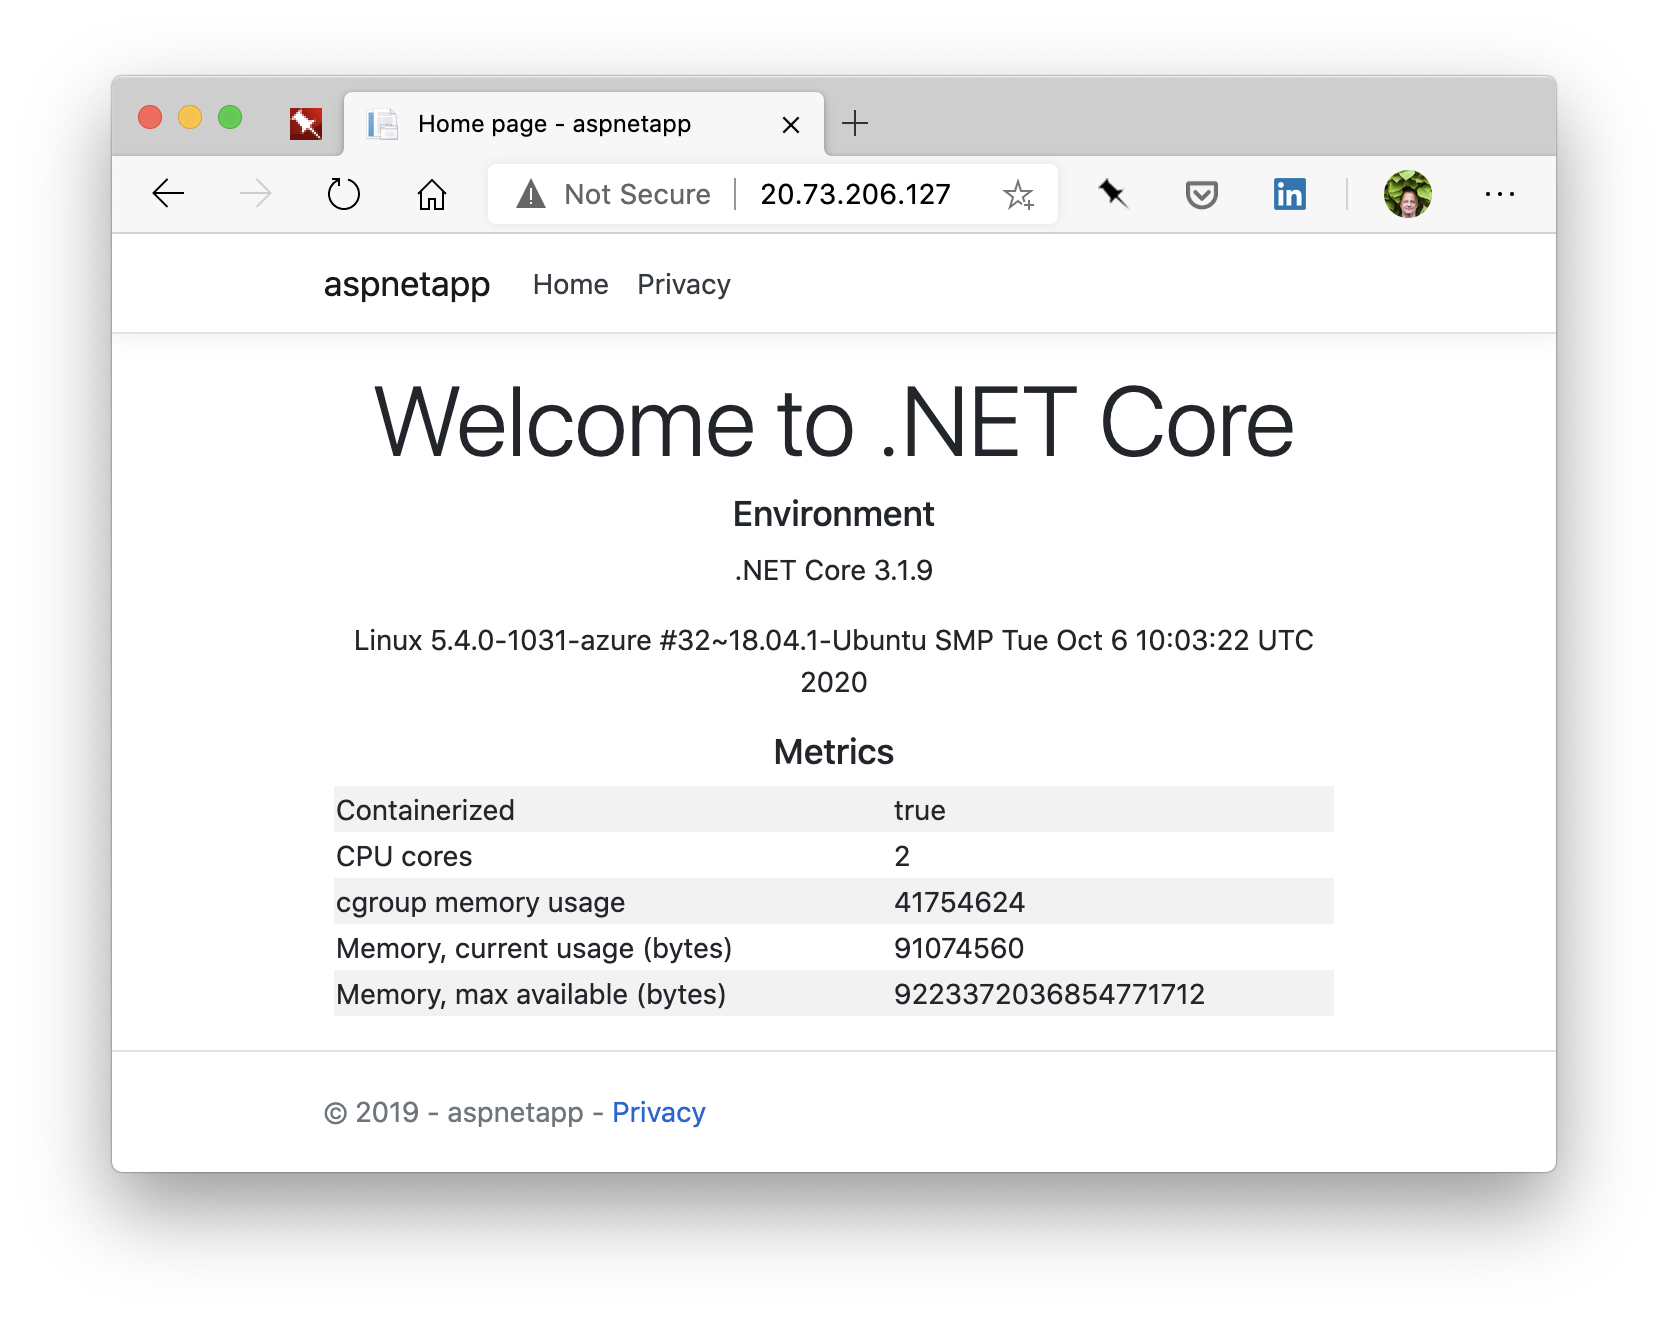 Home page - aspnetapp
Not Secure 20.73.206.127
in
aspnetapp Home Privacy
Welcome to .NET Core
Environment
.NET Core 3.1.9
Linux 5.4.0-1031-azure #32~18.04.1-Ubuntu SMP Tue Oct 6 10:03:22 UTC
2020
Metrics
Containerized true
CPU cores 2
cgroup memory usage 41754624
Memory, current usage (bytes) 91074560
Memory, max available (bytes) 9223372036854771712
© 2019 - aspnetapp - Privacy